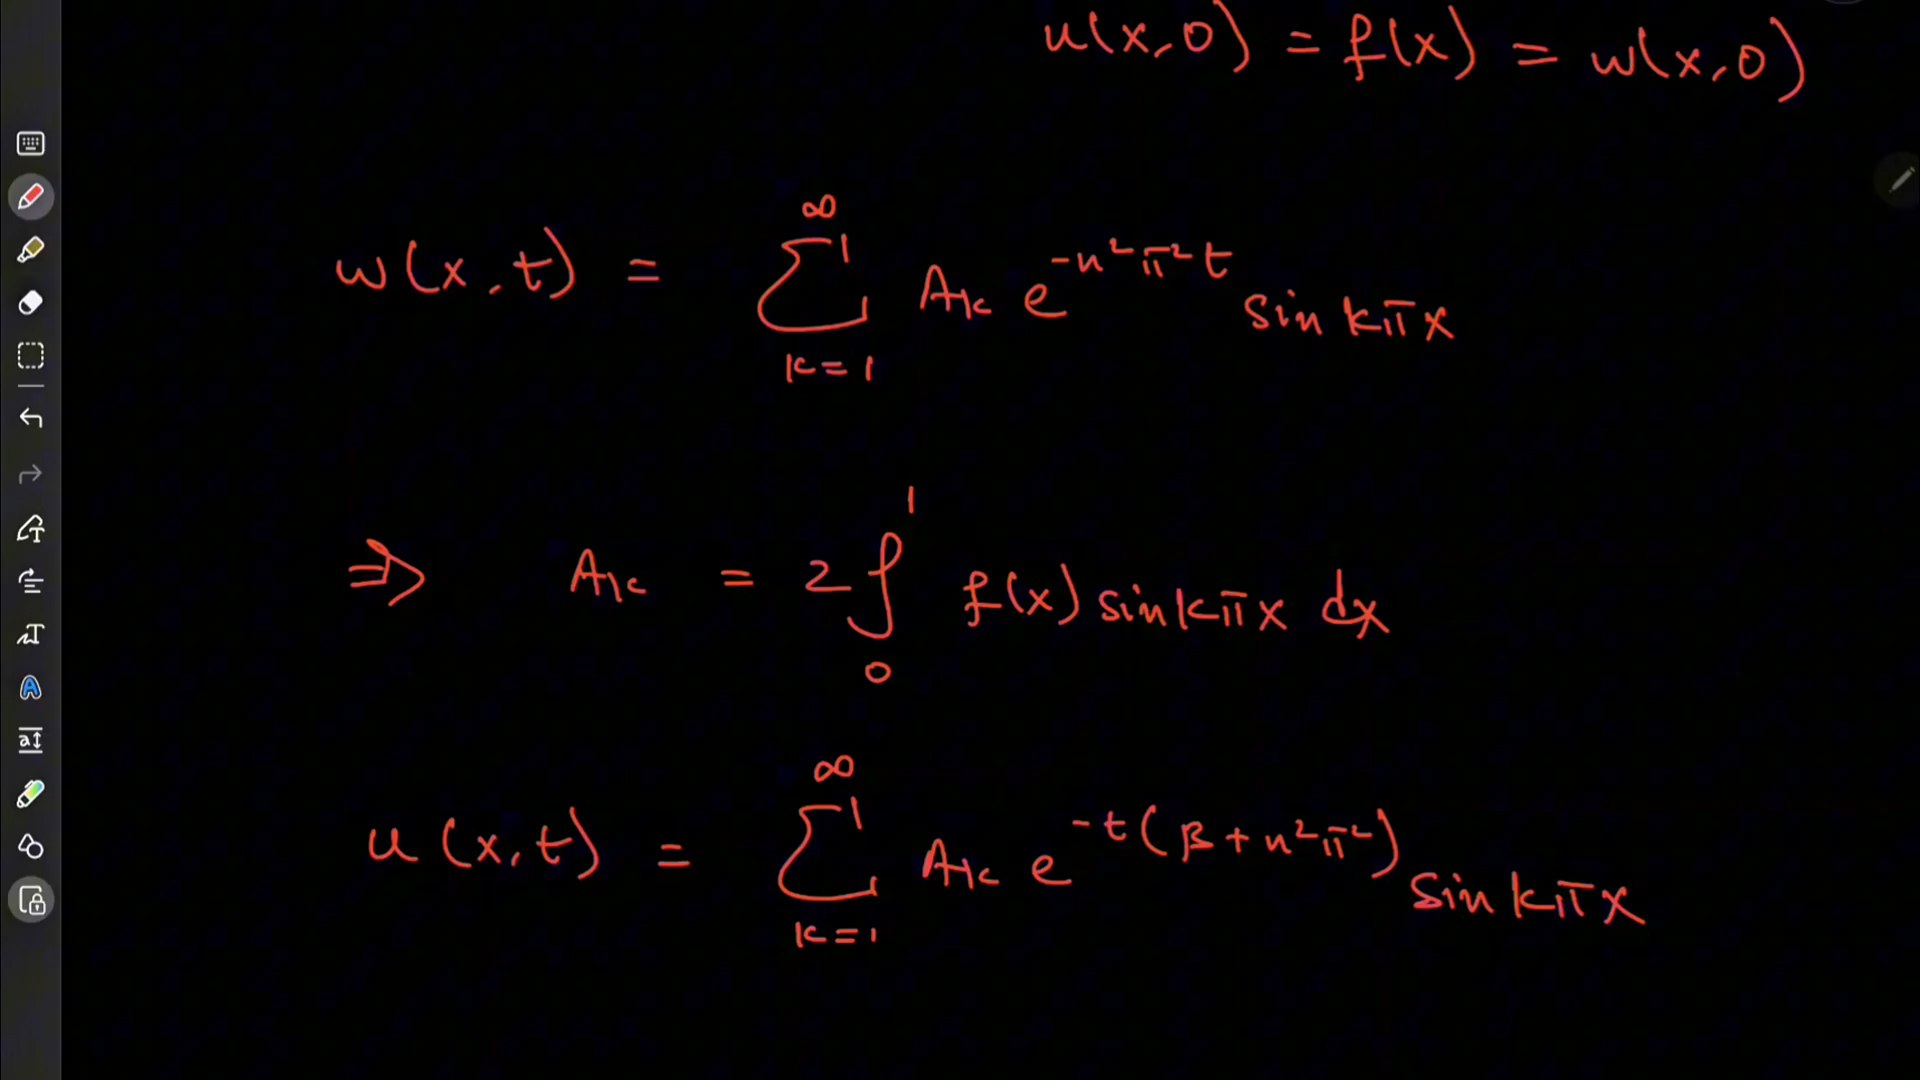 u(x,0) = f(x) = w(x,0)
w(x,t) = ∑_{k=1}^{∞} A_k e^{-n²π²t} sin kπx
⇒ A_k = 2∫_0^1 f(x) sin kπx dx
u(x,t) = ∑_{k=1}^{∞} A_k e^{-t(β+n²π²)} sin kπx